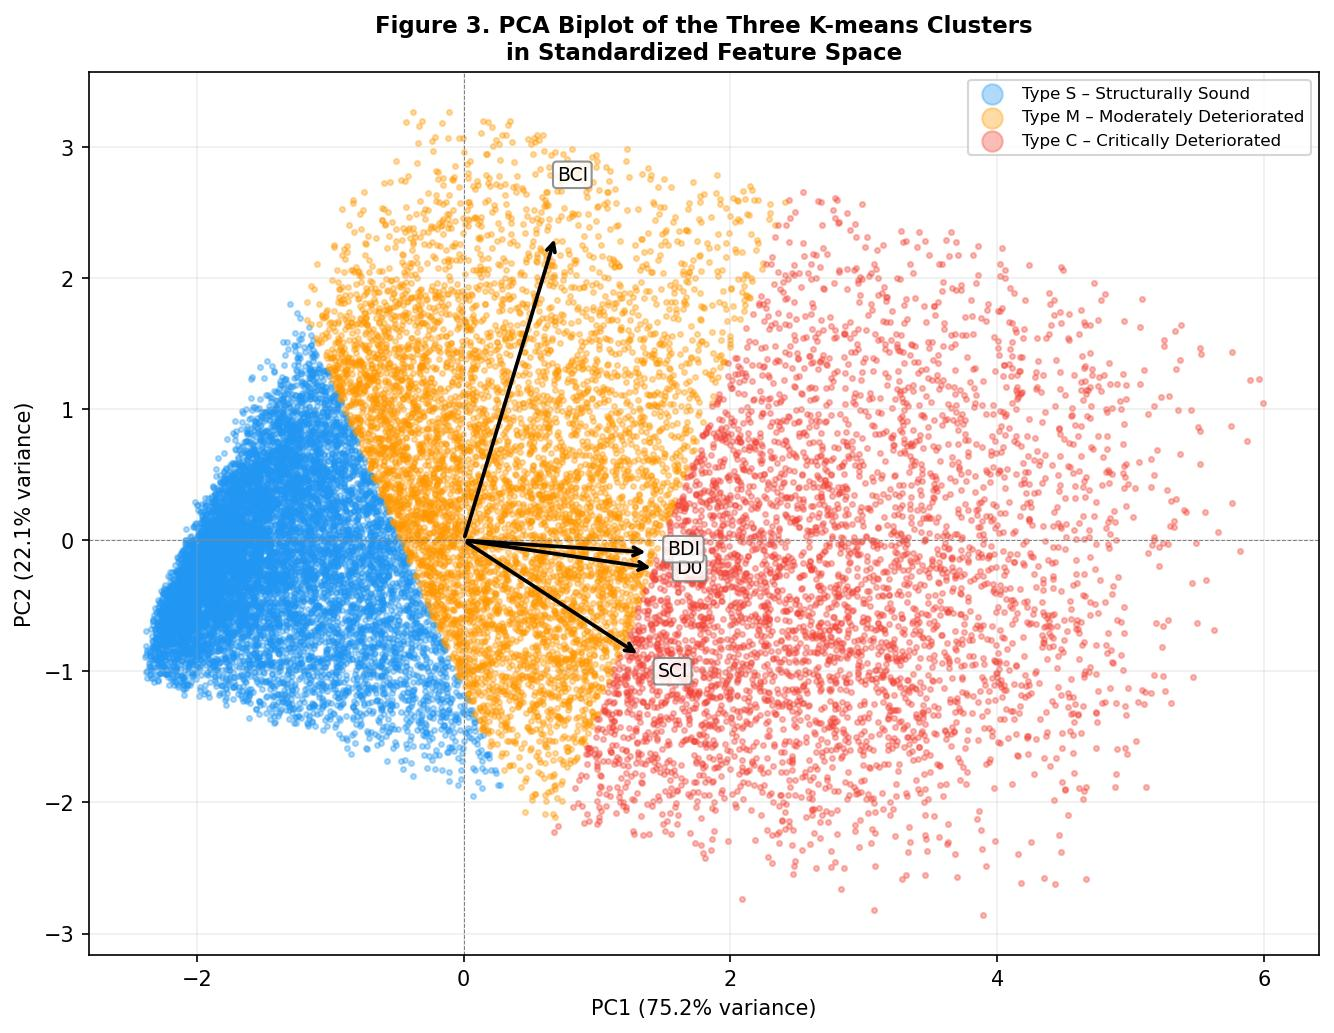 Figure 3. PCA Biplot of the Three K-means Clusters
in Standardized Feature Space
Type S – Structurally Sound
Type M – Moderately Deteriorated
Type C – Critically Deteriorated
BCI
BDI
D0
SCI
3
2
1
0
−1
−2
−3
PC2 (22.1% variance)
−2
0
2
4
6
PC1 (75.2% variance)